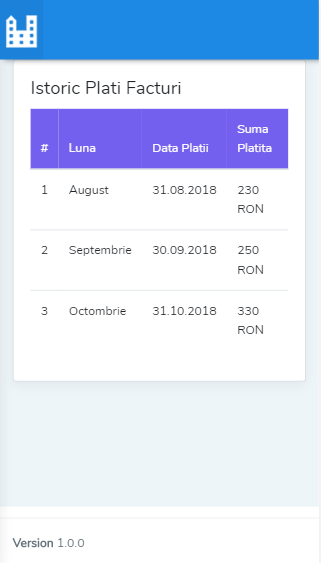 Istoric Plati Facturi
# Luna Data Platii Suma Platita
1 August 31.08.2018 230 RON
2 Septembrie 30.09.2018 250 RON
3 Octombrie 31.10.2018 330 RON
Version 1.0.0